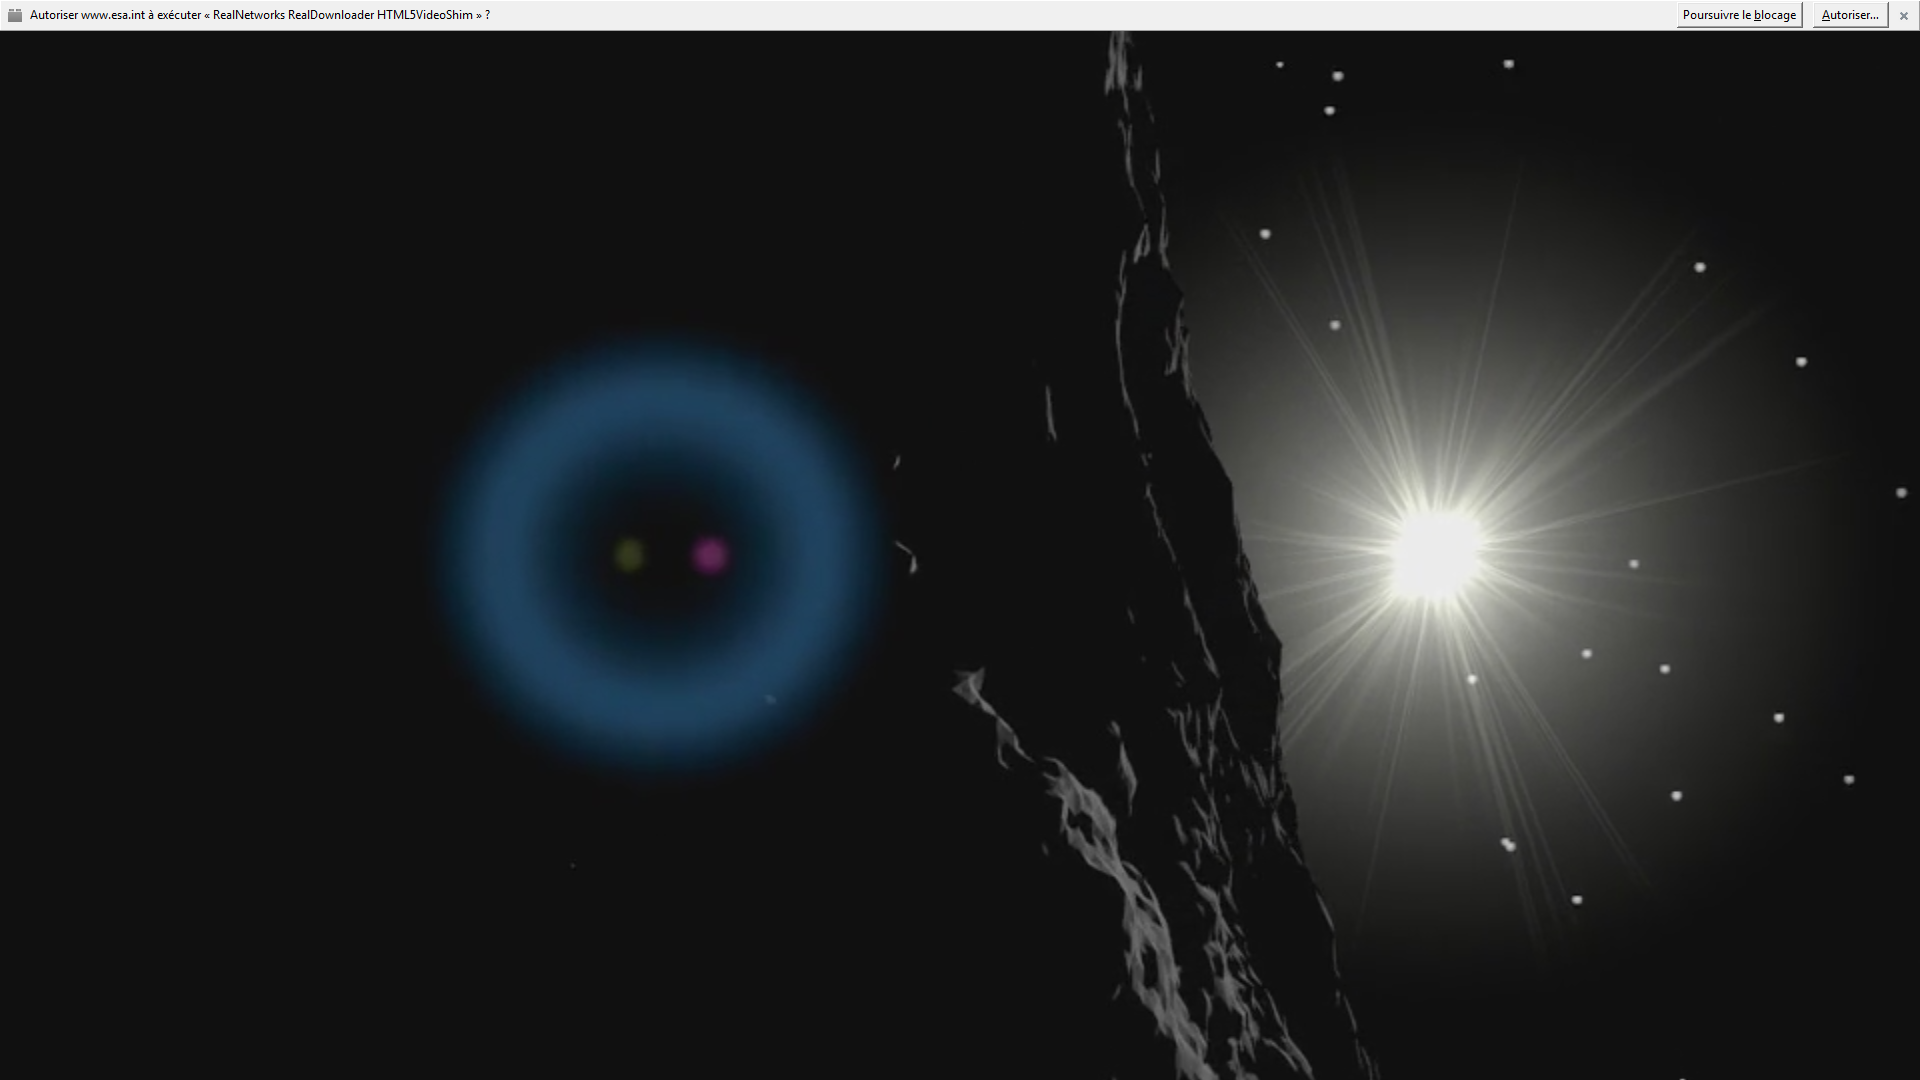 Autoriser www.esa.int à exécuter « RealNetworks RealDownloader HTML5VideoShim » ?
Poursuivre le blocage
Autoriser...